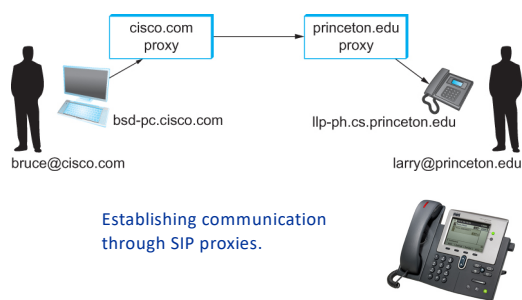 cisco.com
proxy
princeton.edu
proxy
bsd-pc.cisco.com
llp-ph.cs.princeton.edu
bruce@cisco.com
larry@princeton.edu
Establishing communication
through SIP proxies.